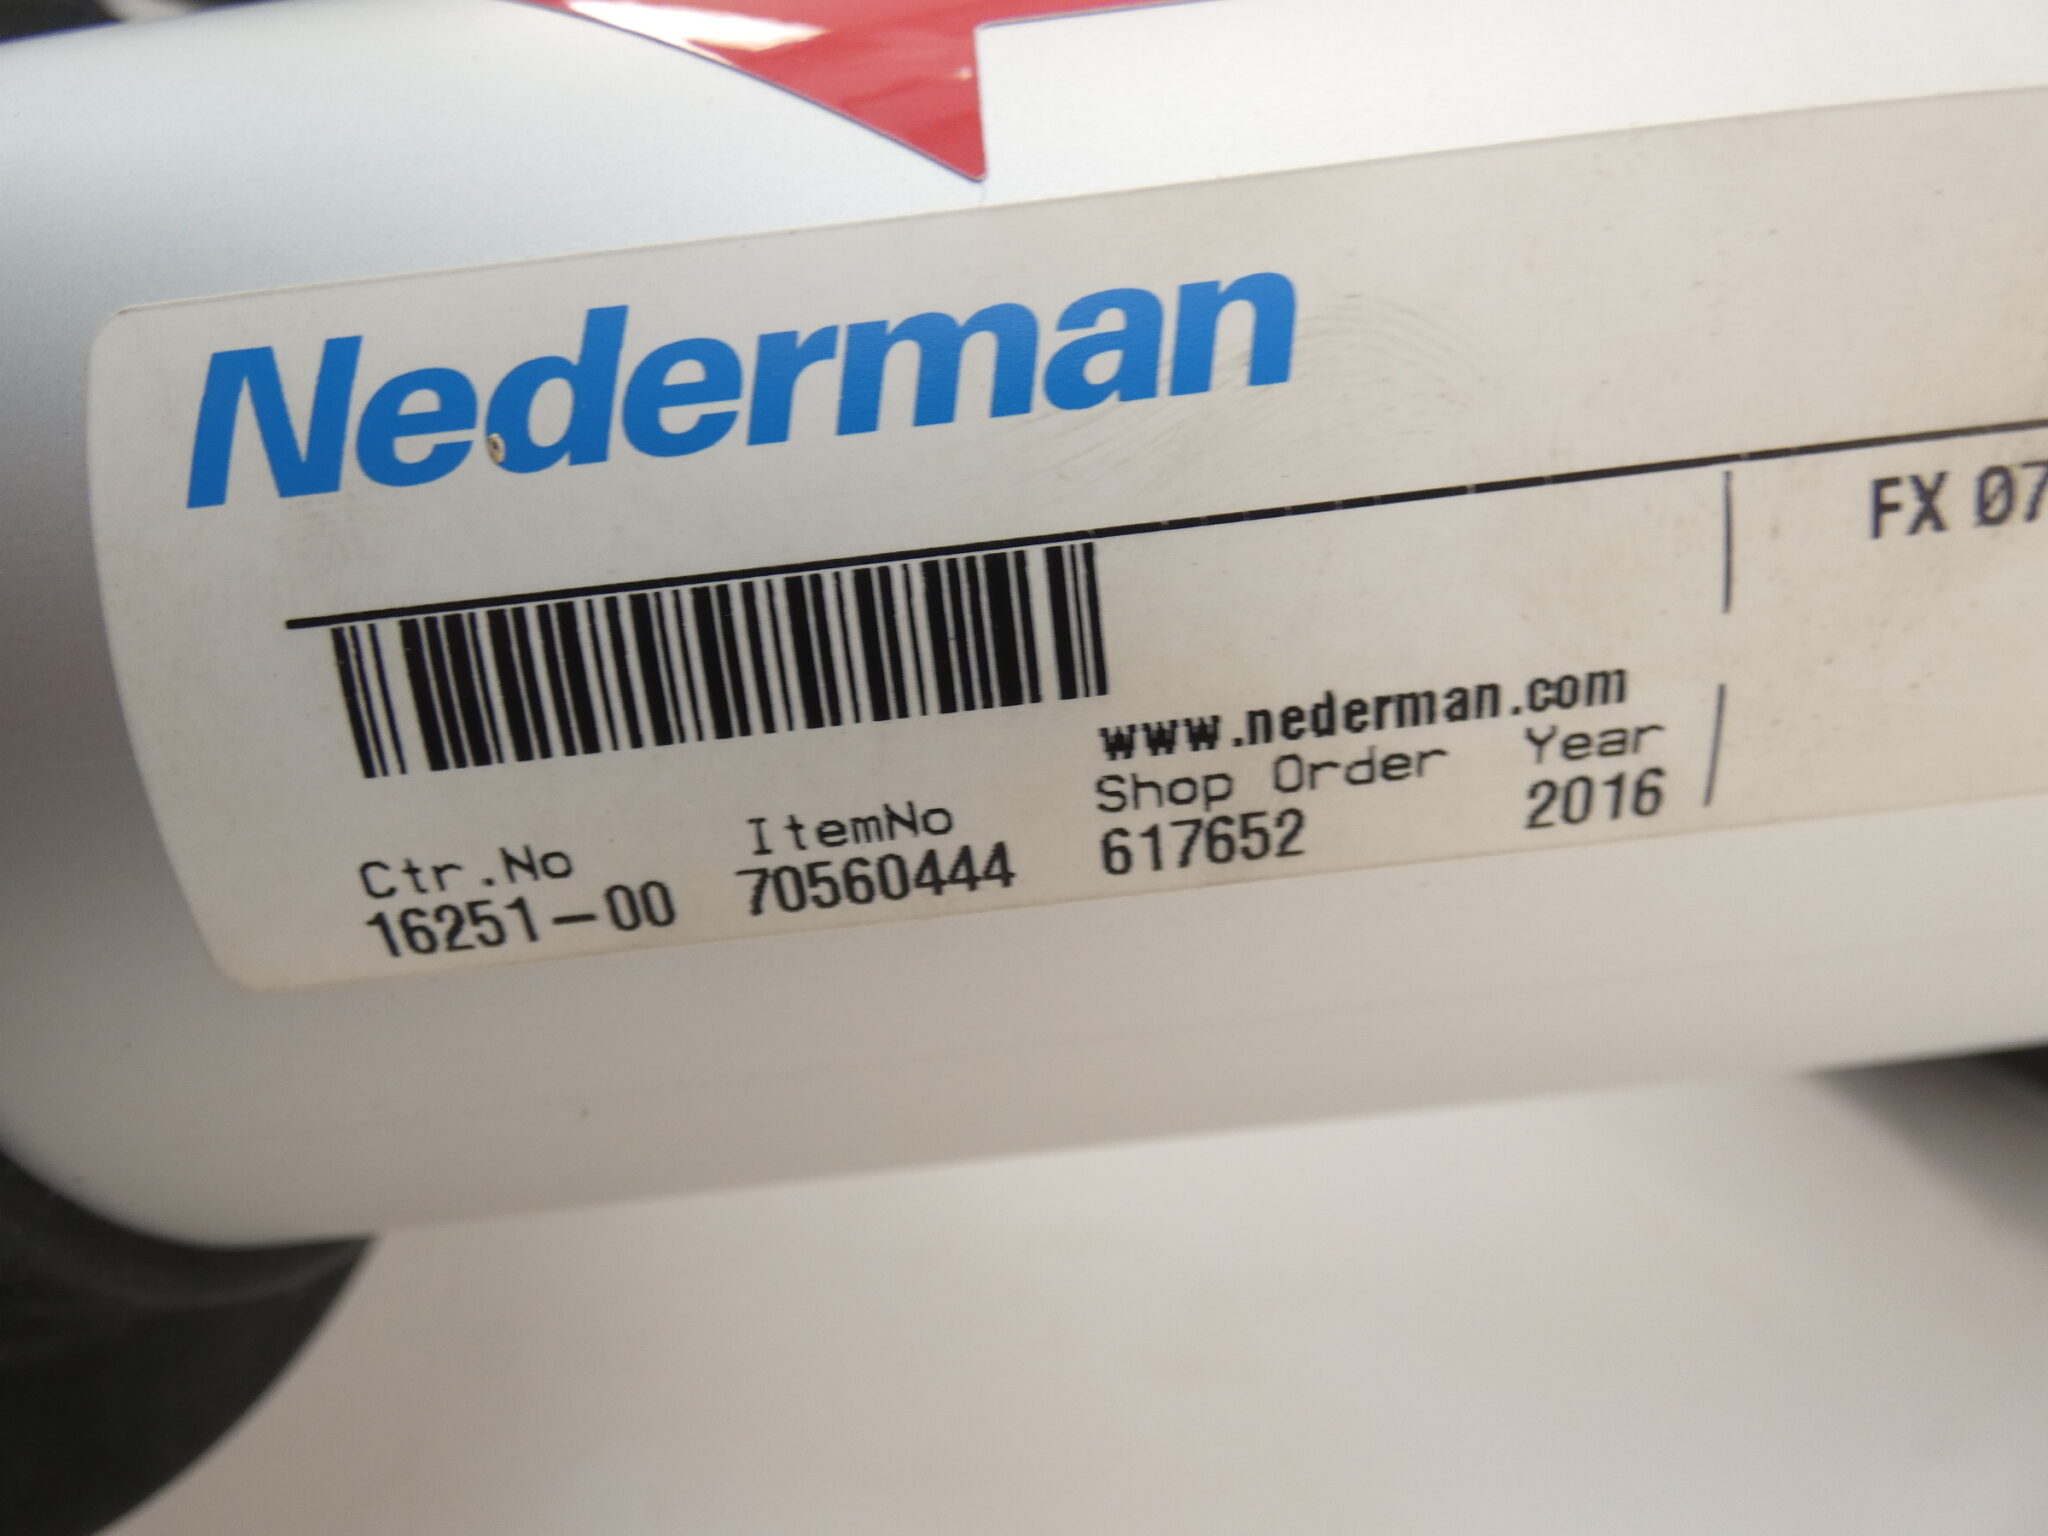 Nederman
FX 07
www.nederman.com
Ctr.No ItemNo Shop Order Year
16251-00 70560444 617652 2016